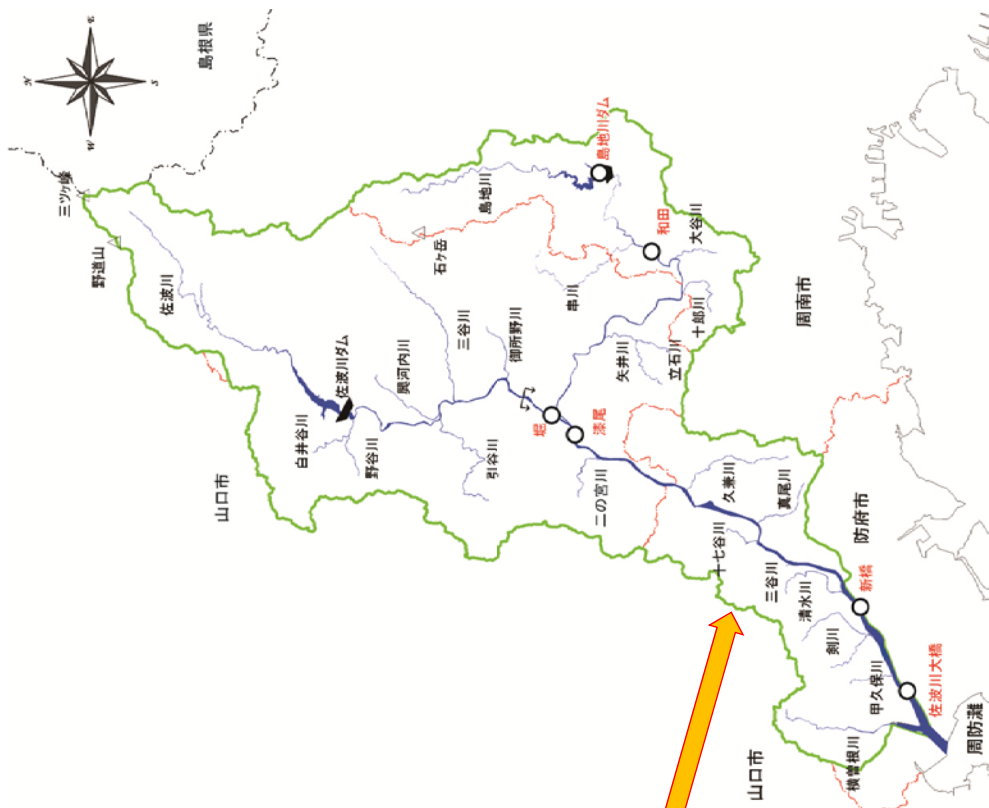 N
E
S
W
島根県
三ツヶ峰
野道山
佐波川
島地川
島地川ダム
石ヶ岳
和田
大谷川
串川
三谷川
御所野川
十郎川
周南市
佐波川ダム
白井谷川
野谷川
山口市
引谷川
堀
漆尾
矢井川
立石川
二の宮川
久兼川
真尾川
十七谷川
三谷川
清水川
剣川
防府市
新橋
甲久保川
佐波川大橋
横曽根川
山口市
周防灘